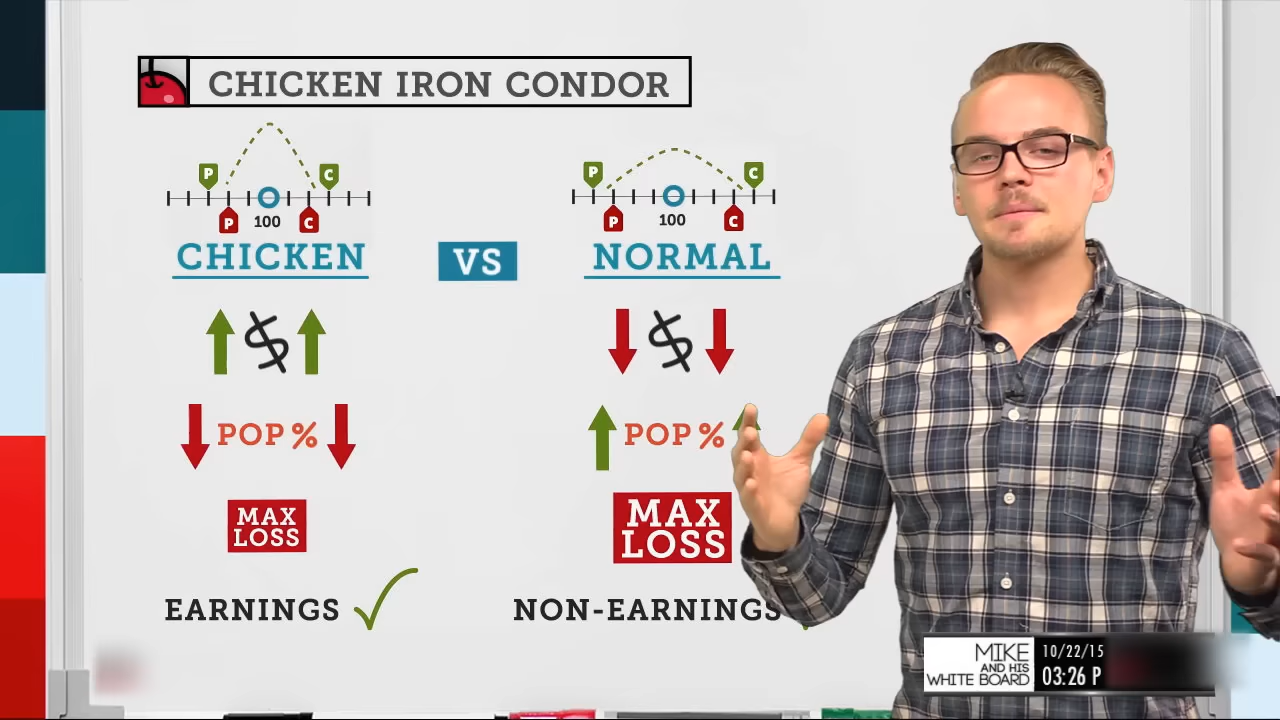 CHICKEN IRON CONDOR
P C
P 100 C
CHICKEN
VS
P C
P 100 C
NORMAL
$
$
POP %
POP %
MAX
LOSS
MAX
LOSS
EARNINGS
NON-EARNINGS
MIKE
AND HIS
WHITE BOARD
10/22/15
03:26 P